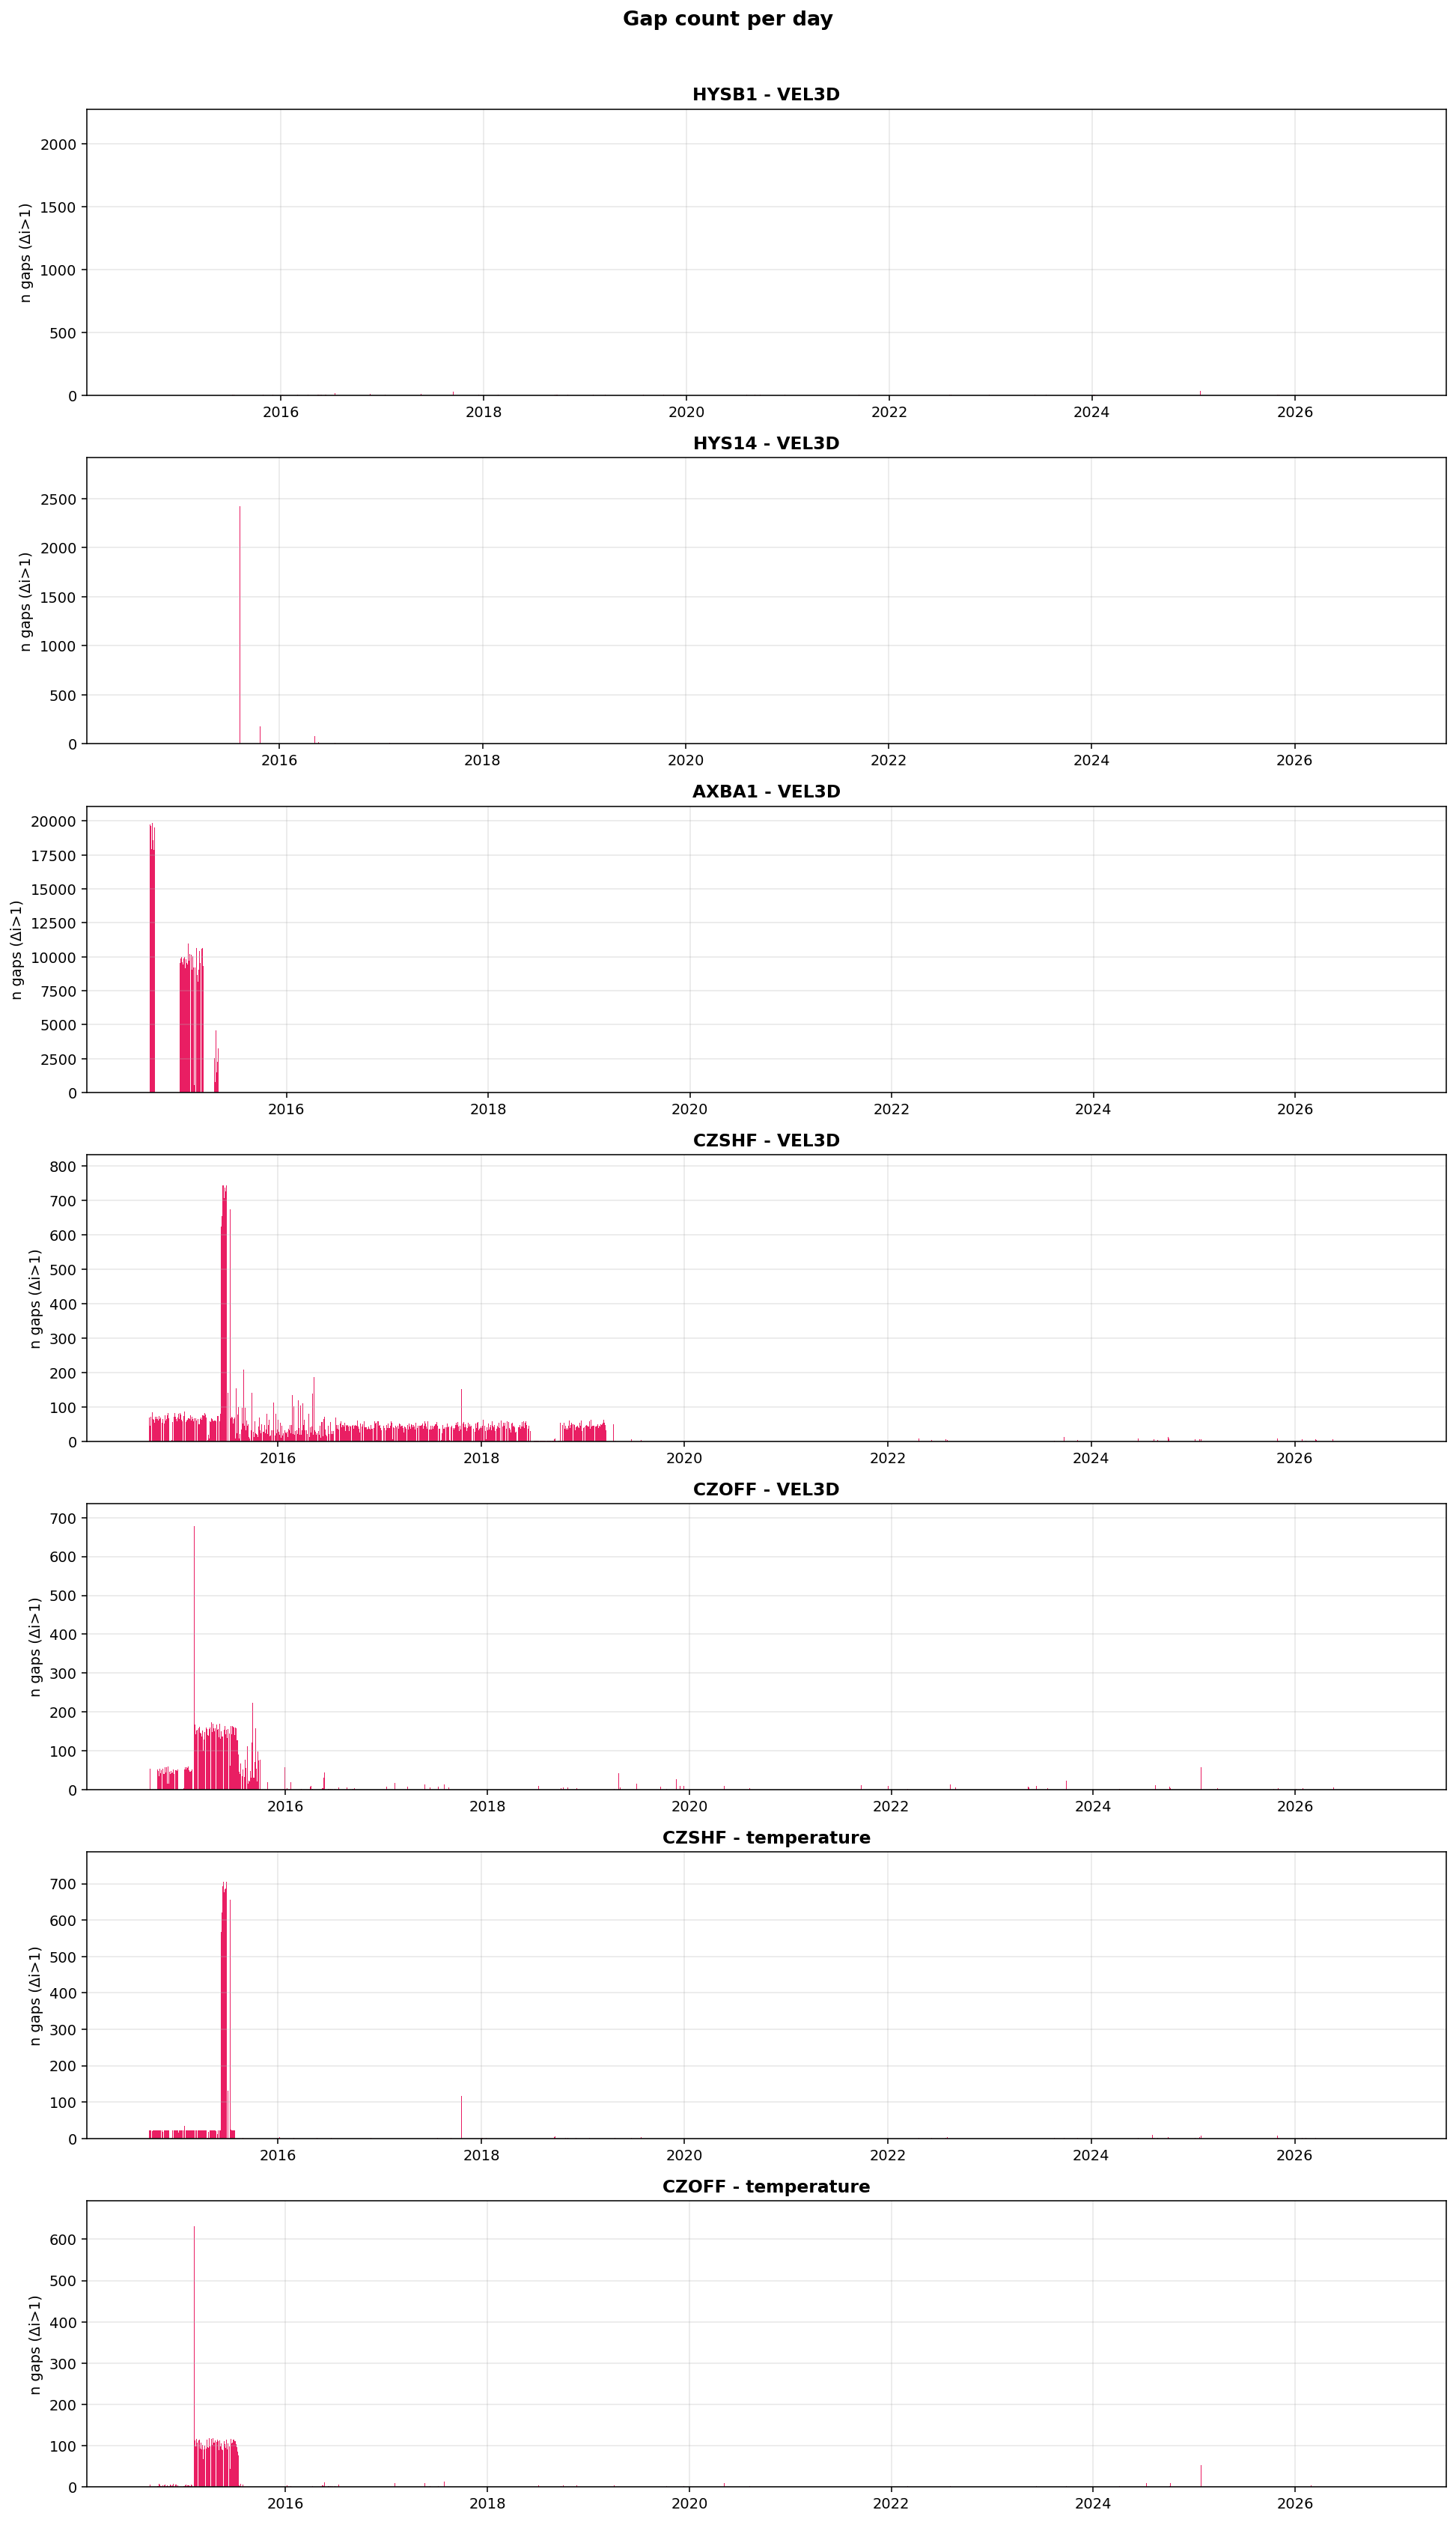 Gap count per day
HYSB1 - VEL3D
n gaps (Δi>1)
2000
1500
1000
500
0
2016 2018 2020 2022 2024 2026
HYS14 - VEL3D
n gaps (Δi>1)
2500
2000
1500
1000
500
0
2016 2018 2020 2022 2024 2026
AXBA1 - VEL3D
n gaps (Δi>1)
20000
17500
15000
12500
10000
7500
5000
2500
0
2016 2018 2020 2022 2024 2026
CZSHF - VEL3D
n gaps (Δi>1)
800
700
600
500
400
300
200
100
0
2016 2018 2020 2022 2024 2026
CZOFF - VEL3D
n gaps (Δi>1)
700
600
500
400
300
200
100
0
2016 2018 2020 2022 2024 2026
CZSHF - temperature
n gaps (Δi>1)
700
600
500
400
300
200
100
0
2016 2018 2020 2022 2024 2026
CZOFF - temperature
n gaps (Δi>1)
600
500
400
300
200
100
0
2016 2018 2020 2022 2024 2026